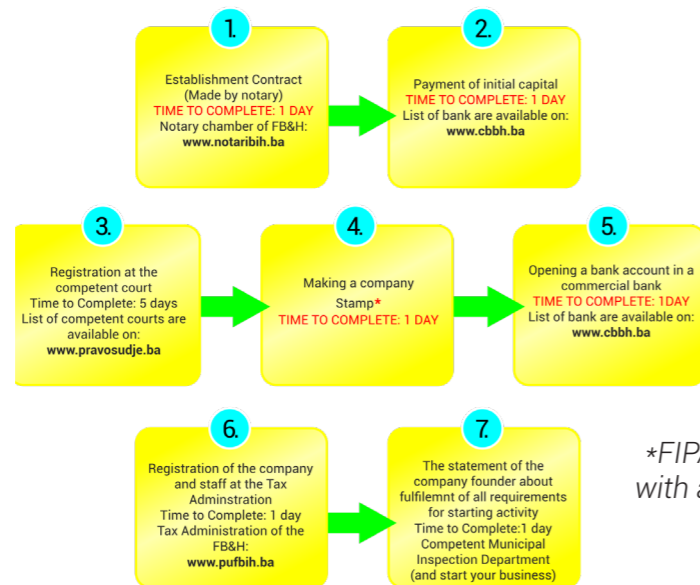 1.
Establishment Contract
(Made by notary)
TIME TO COMPLETE: 1 DAY
Notary chamber of FB&H:
www.notaribih.ba
2.
Payment of initial capital
TIME TO COMPLETE: 1 DAY
List of bank are available on:
www.cbbh.ba
3.
Registration at the
competent court
Time to Complete: 5 days
List of competent courts are
available on:
www.pravosudje.ba
4.
Making a company
Stamp*
TIME TO COMPLETE: 1 DAY
5.
Opening a bank account in a
commercial bank
TIME TO COMPLETE: 1DAY
List of bank are available on:
www.cbbh.ba
6.
Registration of the company
and staff at the Tax
Adminstration
Time to Complete: 1 day
Tax Administration of the
FB&H:
www.pufbih.ba
7.
The statement of the
company founder about
fulfilemnt of all requirements
for starting activity
Time to Complete:1 day
Competent Municipal
Inspection Department
(and start your business)
with